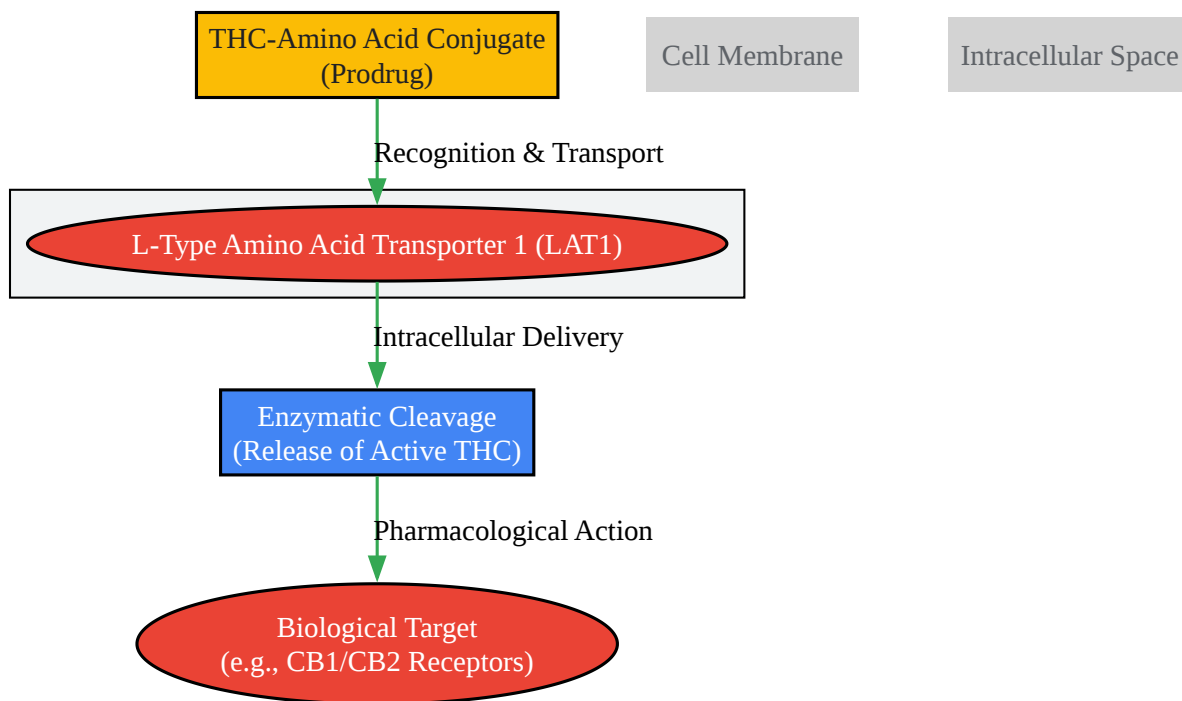 THC-Amino Acid Conjugate
(Prodrug)
Cell Membrane
Intracellular Space
Recognition & Transport
L-Type Amino Acid Transporter 1 (LAT1)
Intracellular Delivery
Enzymatic Cleavage
(Release of Active THC)
Pharmacological Action
Biological Target
(e.g., CB1/CB2 Receptors)